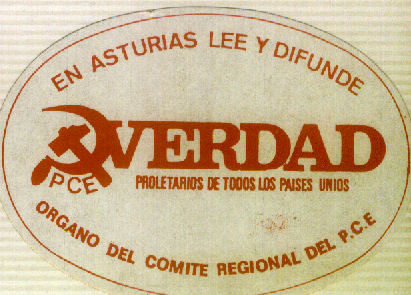 EN ASTURIAS LEE Y DIFUNDE
VERDAD
PCE
PROLETARIOS DE TODOS LOS PAISES UNIOS
ORGANO DEL COMITE REGIONAL DEL P.C.E